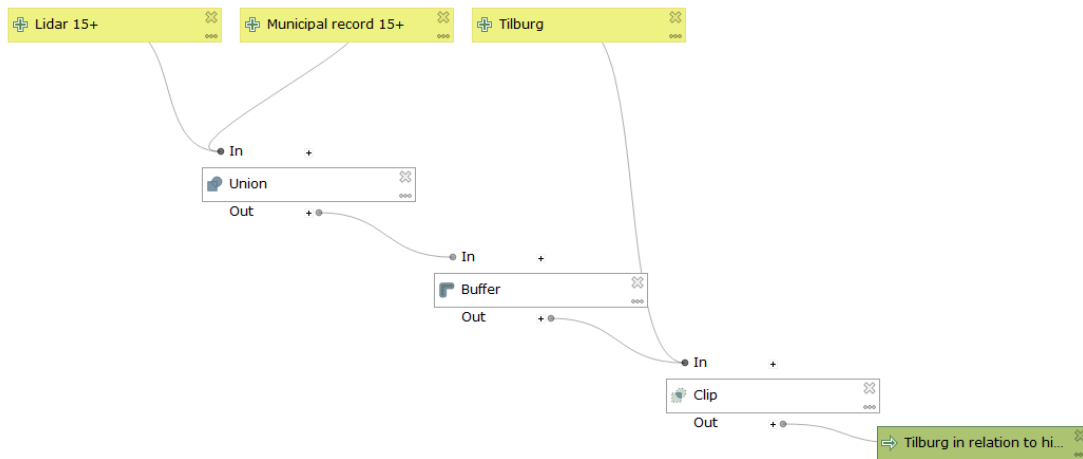 Lidar 15+
Municipal record 15+
Tilburg
In
Union
Out
In
Buffer
Out
In
Clip
Out
Tilburg in relation to hi...